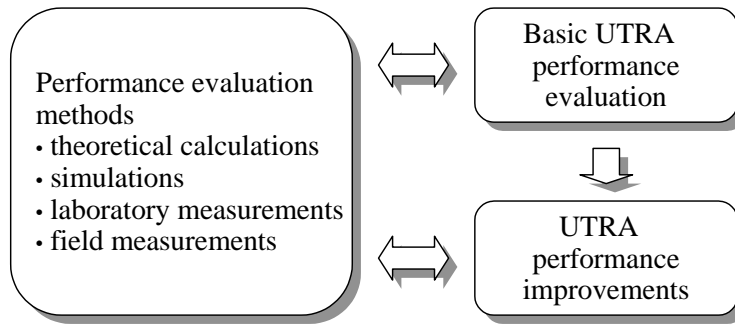 Performance evaluation
methods
• theoretical calculations
• simulations
• laboratory measurements
• field measurements
Basic UTRA
performance
evaluation
UTRA
performance
improvements